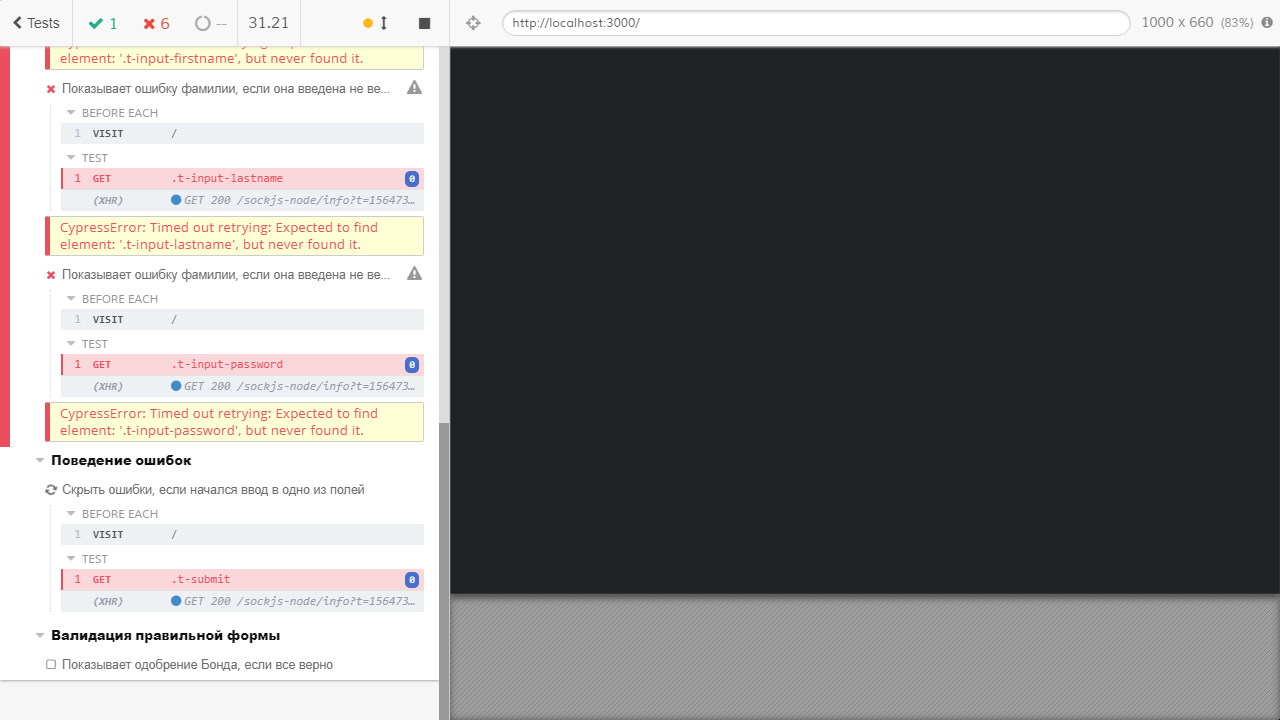 Tests 1 6 -- 31.21 http://localhost:3000/ 1000 x 660 (83%)
element: '.t-input-firstname', but never found it.
Показывает ошибку фамилии, если она введена не ве...
BEFORE EACH
1 VISIT /
TEST
1 GET .t-input-lastname 0
(XHR) GET 200 /sockjs-node/info?t=156473…
CypressError: Timed out retrying: Expected to find
element: '.t-input-lastname', but never found it.
Показывает ошибку фамилии, если она введена не ве...
BEFORE EACH
1 VISIT /
TEST
1 GET .t-input-password 0
(XHR) GET 200 /sockjs-node/info?t=156473…
CypressError: Timed out retrying: Expected to find
element: '.t-input-password', but never found it.
Поведение ошибок
Скрыть ошибки, если начался ввод в одно из полей
BEFORE EACH
1 VISIT /
TEST
1 GET .t-submit 0
(XHR) GET 200 /sockjs-node/info?t=156473…
Валидация правильной формы
Показывает одобрение Бонда, если все верно